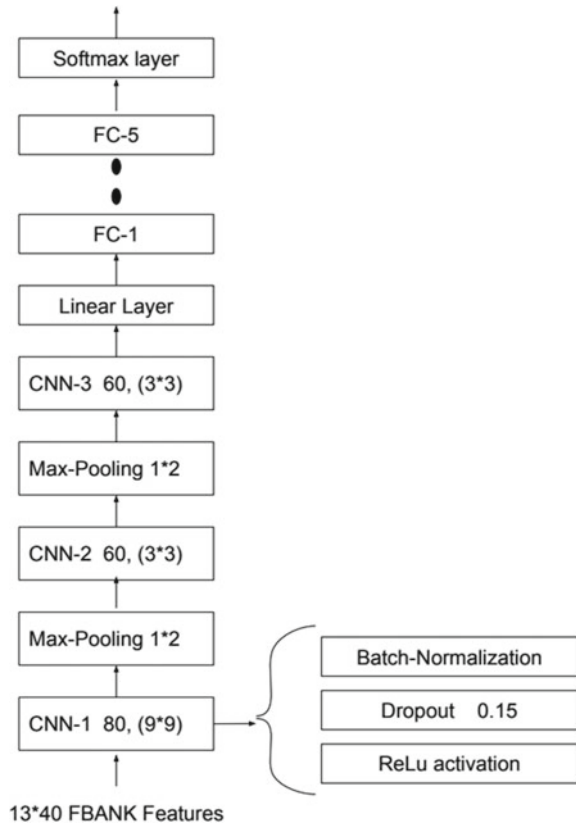 Softmax layer
FC-5
FC-1
Linear Layer
CNN-3 60, (3*3)
Max-Pooling 1*2
CNN-2 60, (3*3)
Max-Pooling 1*2
CNN-1 80, (9*9)
Batch-Normalization
Dropout 0.15
ReLu activation
13*40 FBANK Features